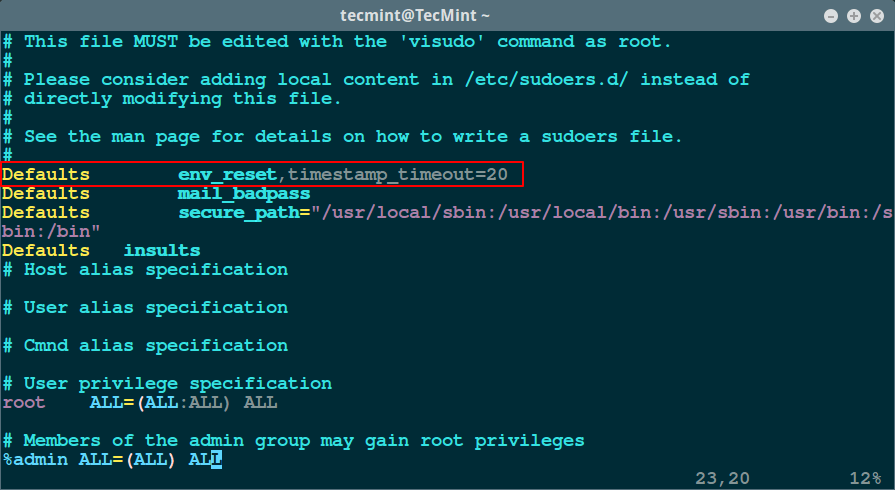 tecmint@TecMint ~
# This file MUST be edited with the 'visudo' command as root.
#
# Please consider adding local content in /etc/sudoers.d/ instead of
# directly modifying this file.
#
# See the man page for details on how to write a sudoers file.
#
Defaults        env_reset,timestamp_timeout=20
Defaults        mail_badpass
Defaults        secure_path="/usr/local/sbin:/usr/local/bin:/usr/sbin:/usr/bin:/s
bin:/bin"
Defaults   insults
# Host alias specification
# User alias specification
# Cmnd alias specification
# User privilege specification
root    ALL=(ALL:ALL) ALL
# Members of the admin group may gain root privileges
%admin ALL=(ALL) ALL
23,20         12%